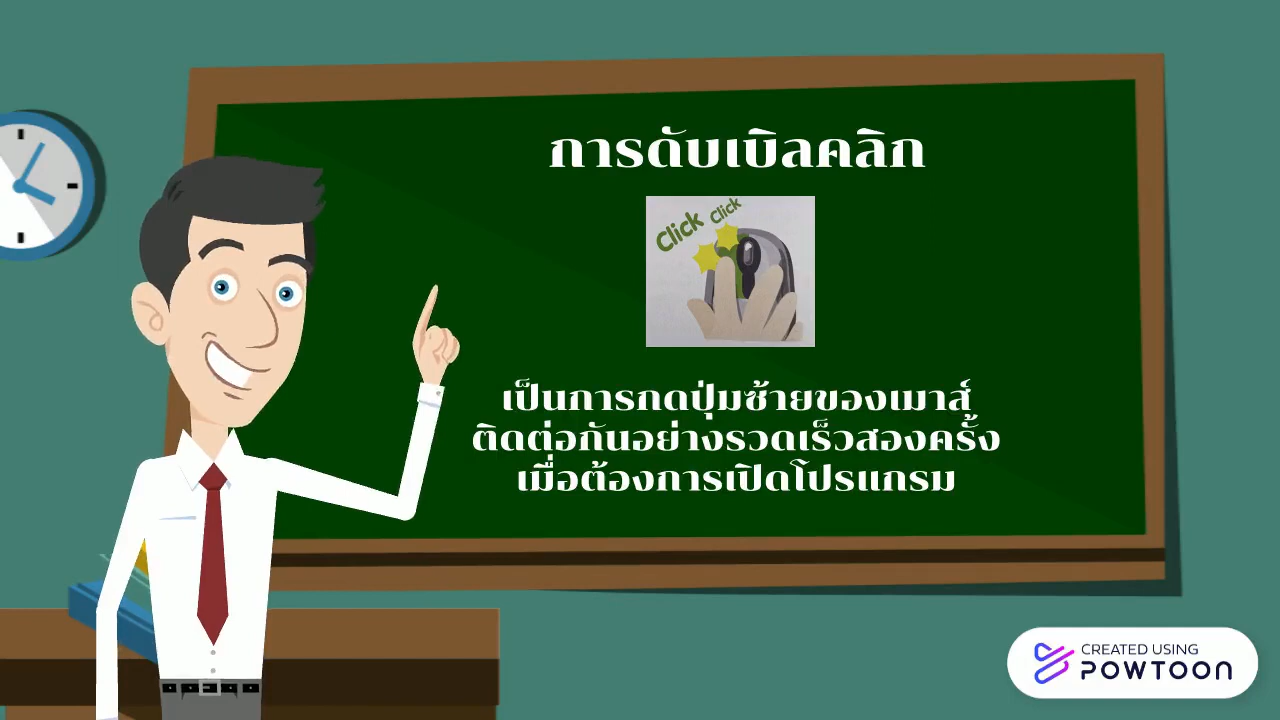 การดับเบิลคลิก
Click Click
เป็นการกดปุ่มซ้ายของเมาส์
ติดต่อกันอย่างรวดเร็วสองครั้ง
เมื่อต้องการเปิดโปรแกรม
CREATED USING
POWTOON